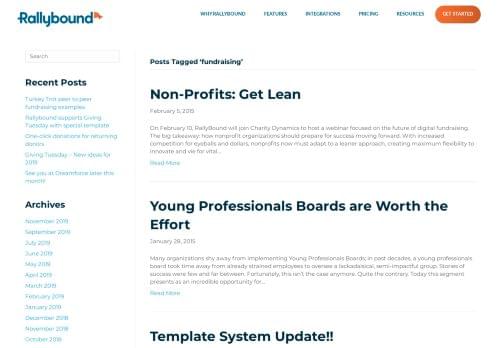 Rallybound
WHY RALLYBOUND
FEATURES
INTEGRATIONS
PRICING
RESOURCES
GET STARTED
Search
Recent Posts
Turkey Trot peer to peer
fundraising examples
Rallybound supports Giving
Tuesday with special template
One-click donations for returning
donors
Giving Tuesday – New ideas for
2019
See you at Dreamforce later this
month!
Archives
November 2019
September 2019
July 2019
June 2019
May 2019
April 2019
March 2019
February 2019
January 2019
December 2018
November 2018
October 2018
Posts Tagged ‘fundraising’
Non-Profits: Get Lean
February 5, 2015
On February 10, RallyBound will join Charity Dynamics to host a webinar focused on the future of digital fundraising.
The big takeaway: how nonprofit organizations should prepare for success moving forward. With increased
competition for eyeballs and dollars, nonprofits now must adapt to a leaner approach, creating maximum flexibility to
innovate and vie for vital...
Read More
Young Professionals Boards are Worth the
Effort
January 28, 2015
Many organizations shy away from implementing Young Professionals Boards; in past decades, a young professionals
board took time away from already strained employees to oversee a lackadaisical, semi-impactful group. Stories of
success were few and far between. Fortunately, this isn't the case anymore. Quite the contrary. Today this segment
presents as an incredible opportunity for...
Read More
Template System Update!!